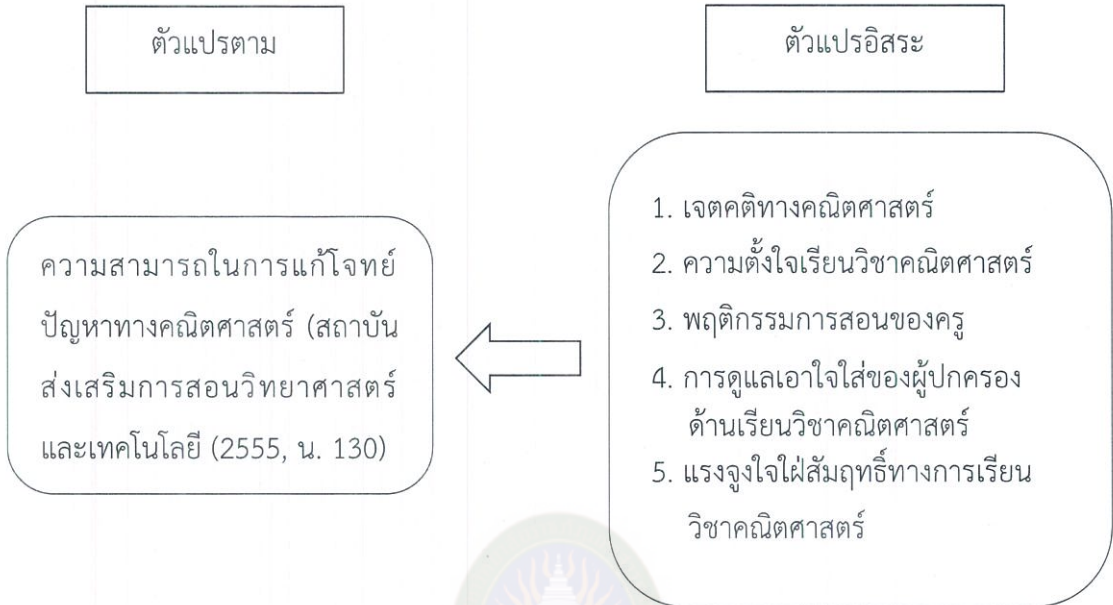 ตัวแปรตาม
ตัวแปรอิสระ
ความสามารถในการแก้โจทย์
ปัญหาทางคณิตศาสตร์ (สถาบัน
ส่งเสริมการสอนวิทยาศาสตร์
และเทคโนโลยี (2555, น. 130)
1. เจตคติทางคณิตศาสตร์
2. ความตั้งใจเรียนวิชาคณิตศาสตร์
3. พฤติกรรมการสอนของครู
4. การดูแลเอาใจใส่ของผู้ปกครอง
ด้านเรียนวิชาคณิตศาสตร์
5. แรงจูงใจใฝ่สัมฤทธิ์ทางการเรียน
วิชาคณิตศาสตร์